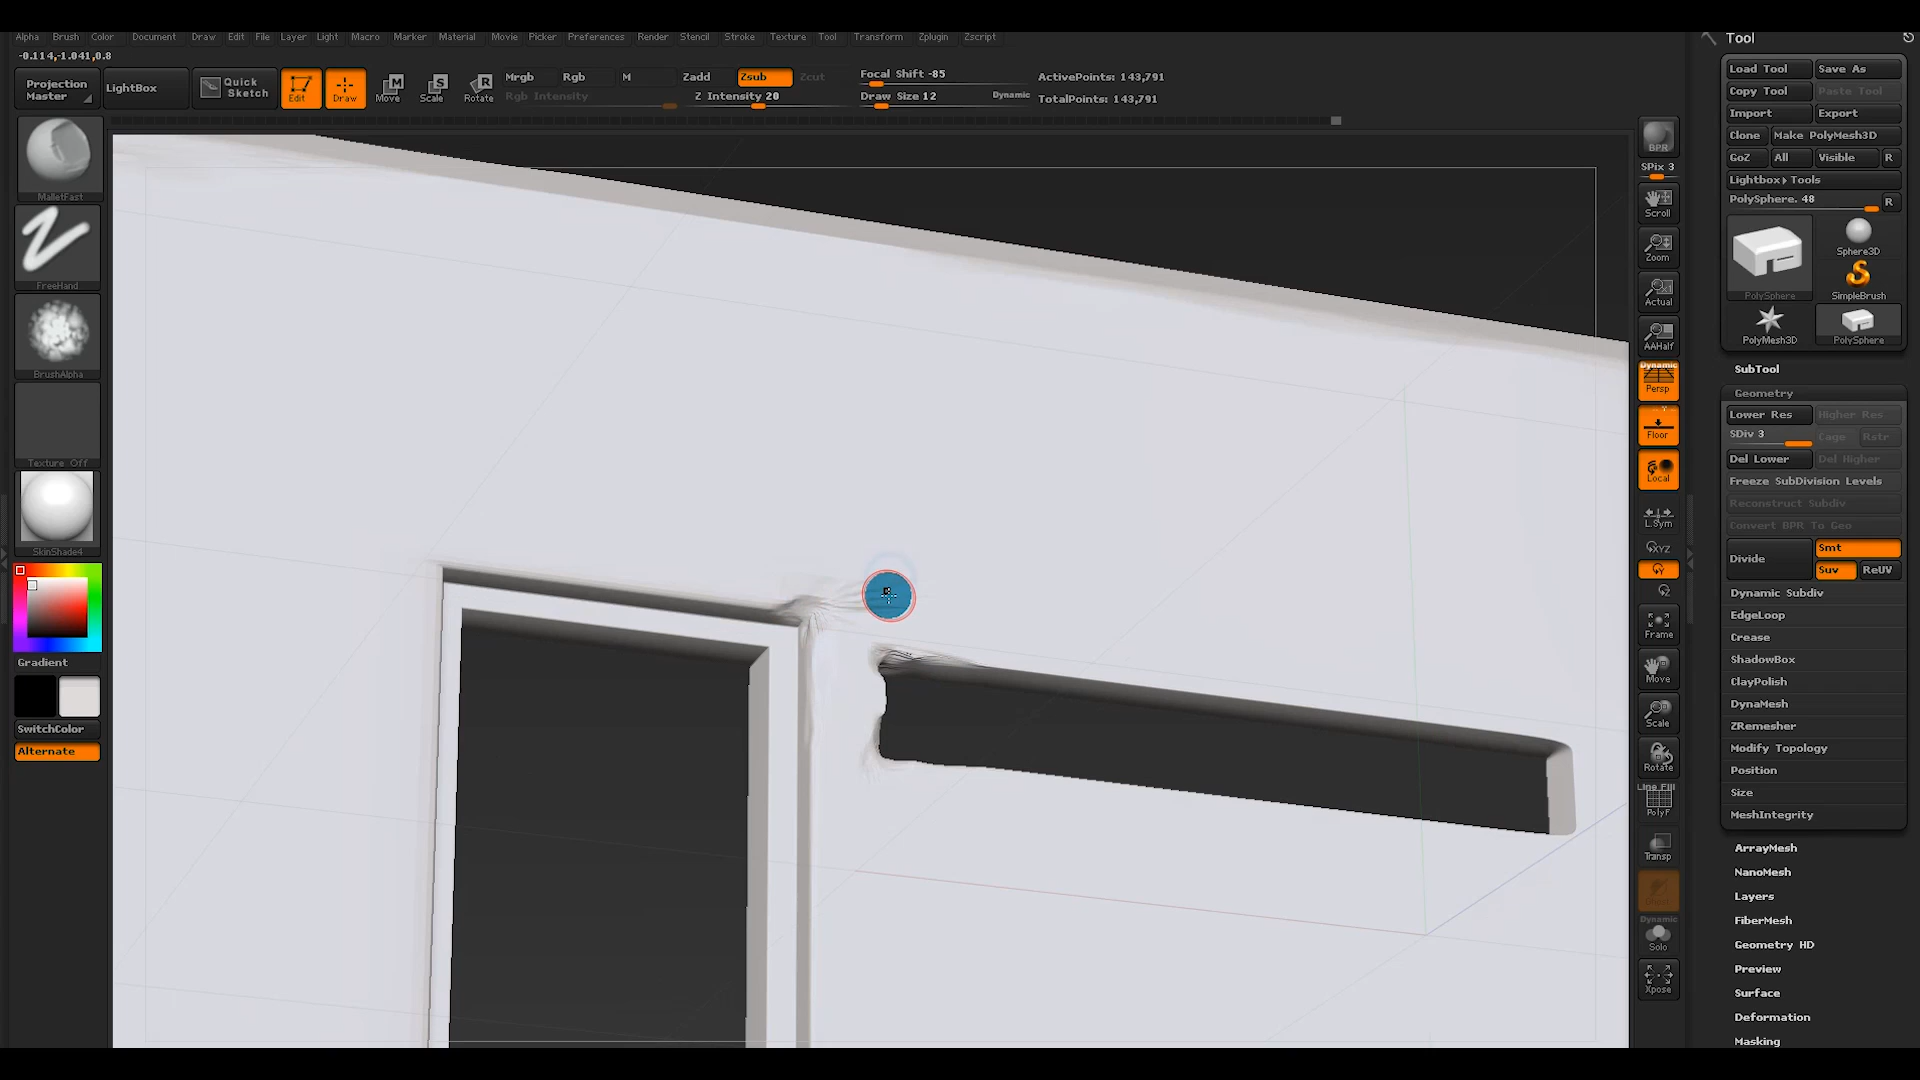 Alpha Brush Color Document Draw Edit File Layer Light Macro Marker Material Movie Picker Preferences Render Stencil Stroke Texture Tool Transform Zplugin Zscript
-0.114,-1.041,0.8
Projection Master
LightBox
Quick Sketch
Edit
Draw
Move
Scale
Rotate
Mrgb Rgb M Zadd Zsub Zcut
Rgb Intensity Z Intensity 20
Focal Shift -85
Draw Size 12 Dynamic
ActivePoints: 143,791
TotalPoints: 143,791
MalletFast
FreeHand
BrushAlpha
Texture Off
SkinShade4
Gradient
SwitchColor
Alternate
BPR
SPix 3
Scroll
Zoom
Actual
AAHalf
Dynamic
Persp
Floor
Local
L.Sym
XYZ
Y
Z
Frame
Move
Scale
Rotate
Line Fill
PolyF
Transp
Dynamic
Solo
Xpose
Tool
Load Tool Save As
Copy Tool Paste Tool
Import Export
Clone Make PolyMesh3D
GoZ All Visible R
Lightbox▸Tools
PolySphere. 48 R
PolySphere
Sphere3D
SimpleBrush
PolyMesh3D
PolySphere
SubTool
Geometry
Lower Res Higher Res
SDiv 3 Cage Rstr
Del Lower Del Higher
Freeze SubDivision Levels
Reconstruct Subdiv
Convert BPR To Geo
Divide Smt
Suv ReUV
Dynamic Subdiv
EdgeLoop
Crease
ShadowBox
ClayPolish
DynaMesh
ZRemesher
Modify Topology
Position
Size
MeshIntegrity
ArrayMesh
NanoMesh
Layers
FiberMesh
Geometry HD
Preview
Surface
Deformation
Masking